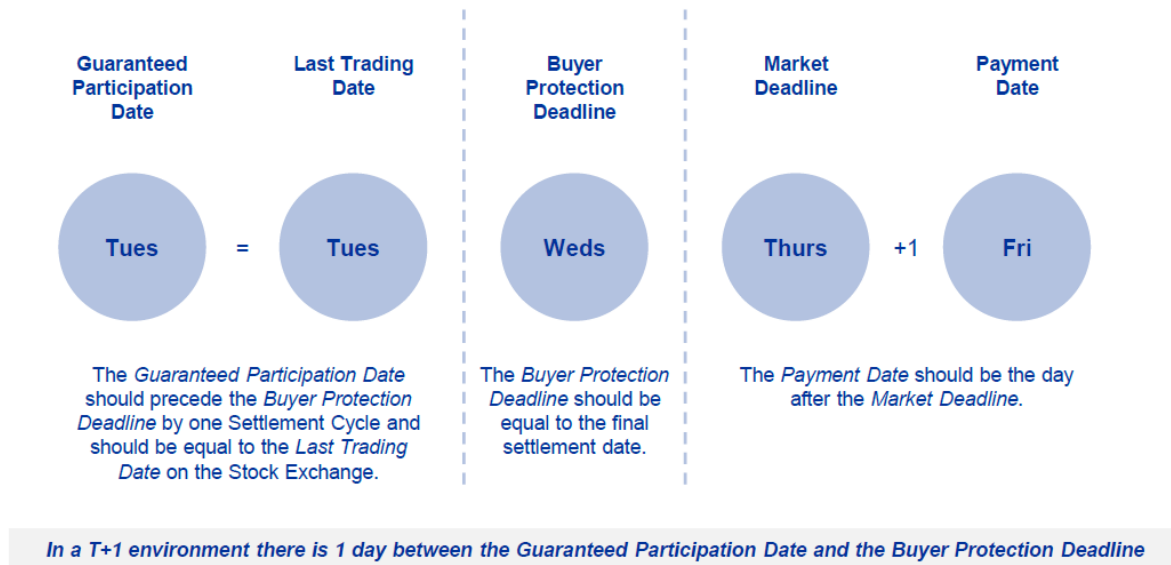 Guaranteed
Participation
Date
Last Trading
Date
Buyer
Protection
Deadline
Market
Deadline
Payment
Date
Tues
=
Tues
Weds
Thurs
+1
Fri
The Guaranteed Participation Date
should precede the Buyer Protection
Deadline by one Settlement Cycle and
should be equal to the Last Trading
Date on the Stock Exchange.
The Buyer Protection
Deadline should be
equal to the final
settlement date.
The Payment Date should be the day
after the Market Deadline.
In a T+1 environment there is 1 day between the Guaranteed Participation Date and the Buyer Protection Deadline